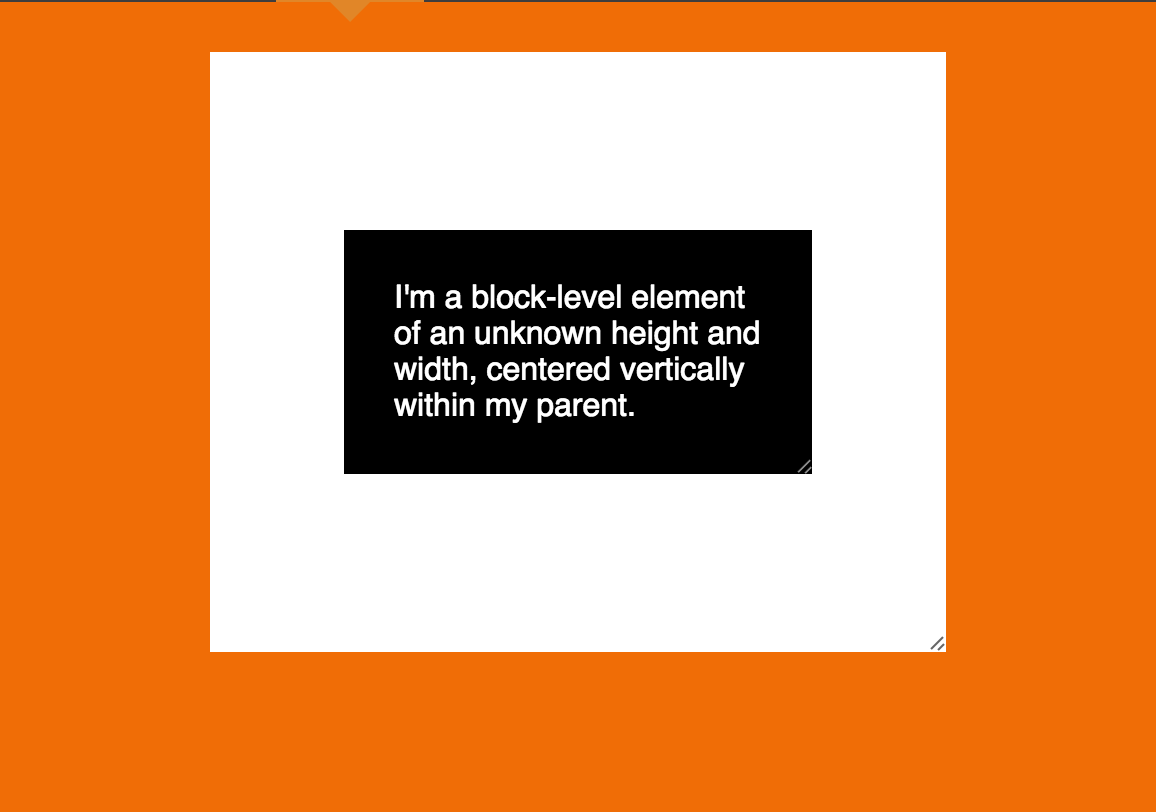 I'm a block-level element
of an unknown height and
width, centered vertically
within my parent.